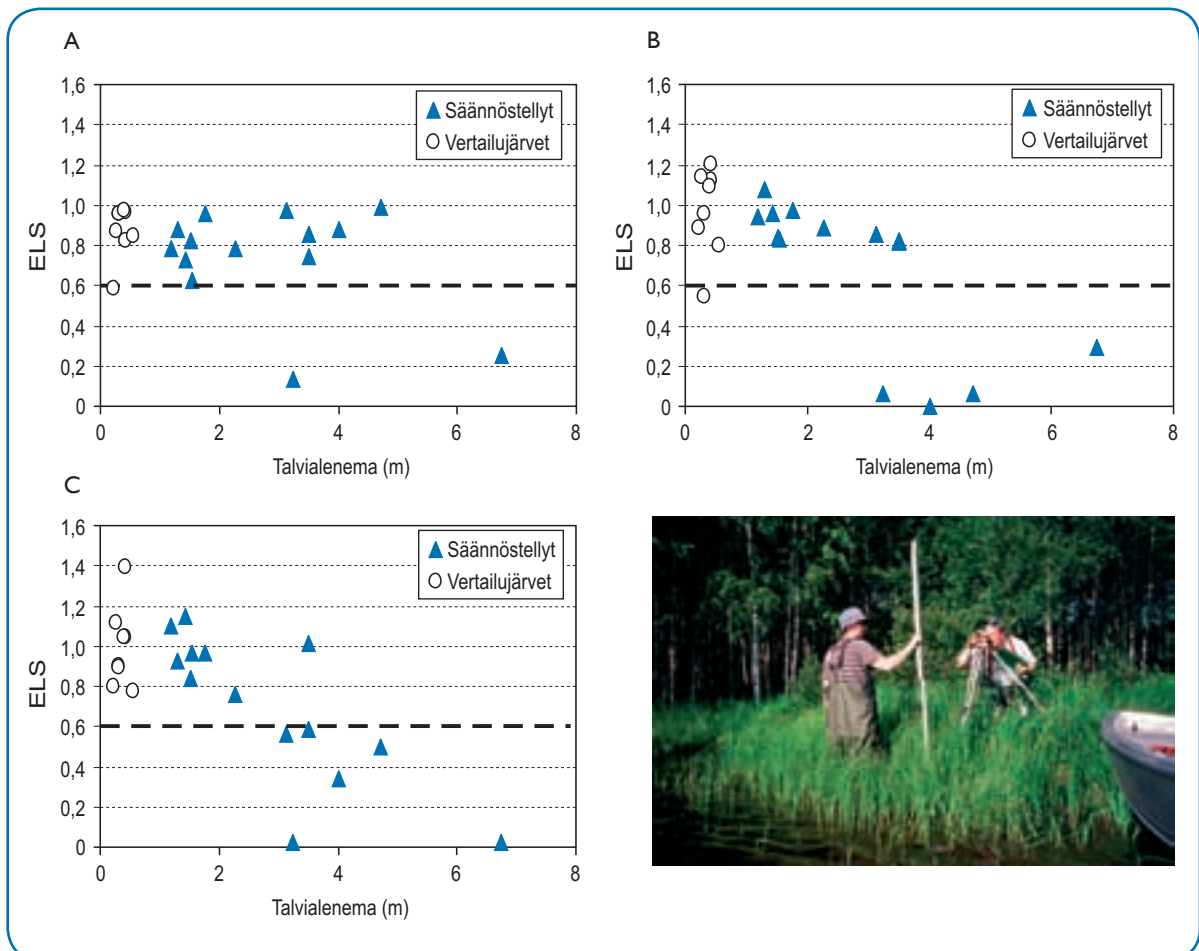 A
1,6
1,4
1,2
1,0
0,8
0,6
0,4
0,2
0
ELS
Säännöstellyt
Vertailujärvet
0 2 4 6 8
Talvialenema (m)
B
1,6
1,4
1,2
1,0
0,8
0,6
0,4
0,2
0
ELS
Säännöstellyt
Vertailujärvet
0 2 4 6 8
Talvialenema (m)
C
1,6
1,4
1,2
1,0
0,8
0,6
0,4
0,2
0
ELS
Säännöstellyt
Vertailujärvet
0 2 4 6 8
Talvialenema (m)